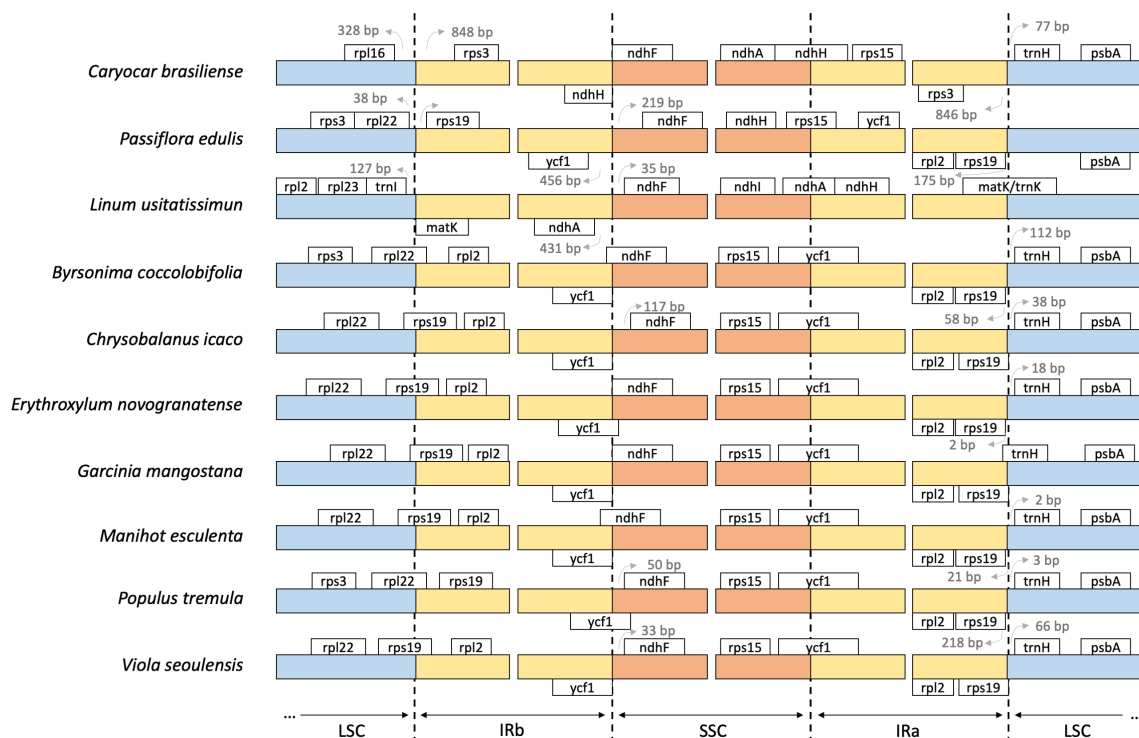 328 bp 848 bp 77 bp
rpl16 rps3 ndhF ndhA ndhH rps15 trnH psbA
Caryocar brasiliense
38 bp ndhH 219 bp rps3 846 bp
rps3 rpl22 rps19 ndhF ndhH rps15 ycf1
Passiflora edulis
127 bp ycf1 456 bp 35 bp rpl2 rps19 175 bp psbA
rpl2 rpl23 trnI ndhF ndhI ndhA ndhH matK/trnK
Linum usitatissimun
matK ndhA 431 bp 112 bp
rps3 rpl22 rpl2 ndhF rps15 ycf1 trnH psbA
Byrsonima coccolobifolia
ycf1 117 bp rpl2 rps19 58 bp 38 bp
rpl22 rps19 rpl2 ndhF rps15 ycf1 trnH psbA
Chrysobalanus icaco
ycf1 rpl2 rps19 18 bp
rpl22 rps19 rpl2 ndhF rps15 ycf1 trnH psbA
Erythroxylum novogranatense
ycf1 rpl2 rps19 2 bp
rpl22 rps19 rpl2 ndhF rps15 ycf1 trnH psbA
Garcinia mangostana
ycf1 rpl2 rps19 2 bp
rpl22 rps19 rpl2 ndhF rps15 ycf1 trnH psbA
Manihot esculenta
ycf1 50 bp rpl2 rps19 21 bp 3 bp
rps3 rpl22 rps19 ndhF rps15 ycf1 trnH psbA
Populus tremula
ycf1 33 bp rpl2 rps19 218 bp 66 bp
rpl22 rps19 rpl2 ndhF rps15 ycf1 trnH psbA
Viola seoulensis
ycf1 rpl2 rps19
... LSC IRb SSC IRa LSC ..